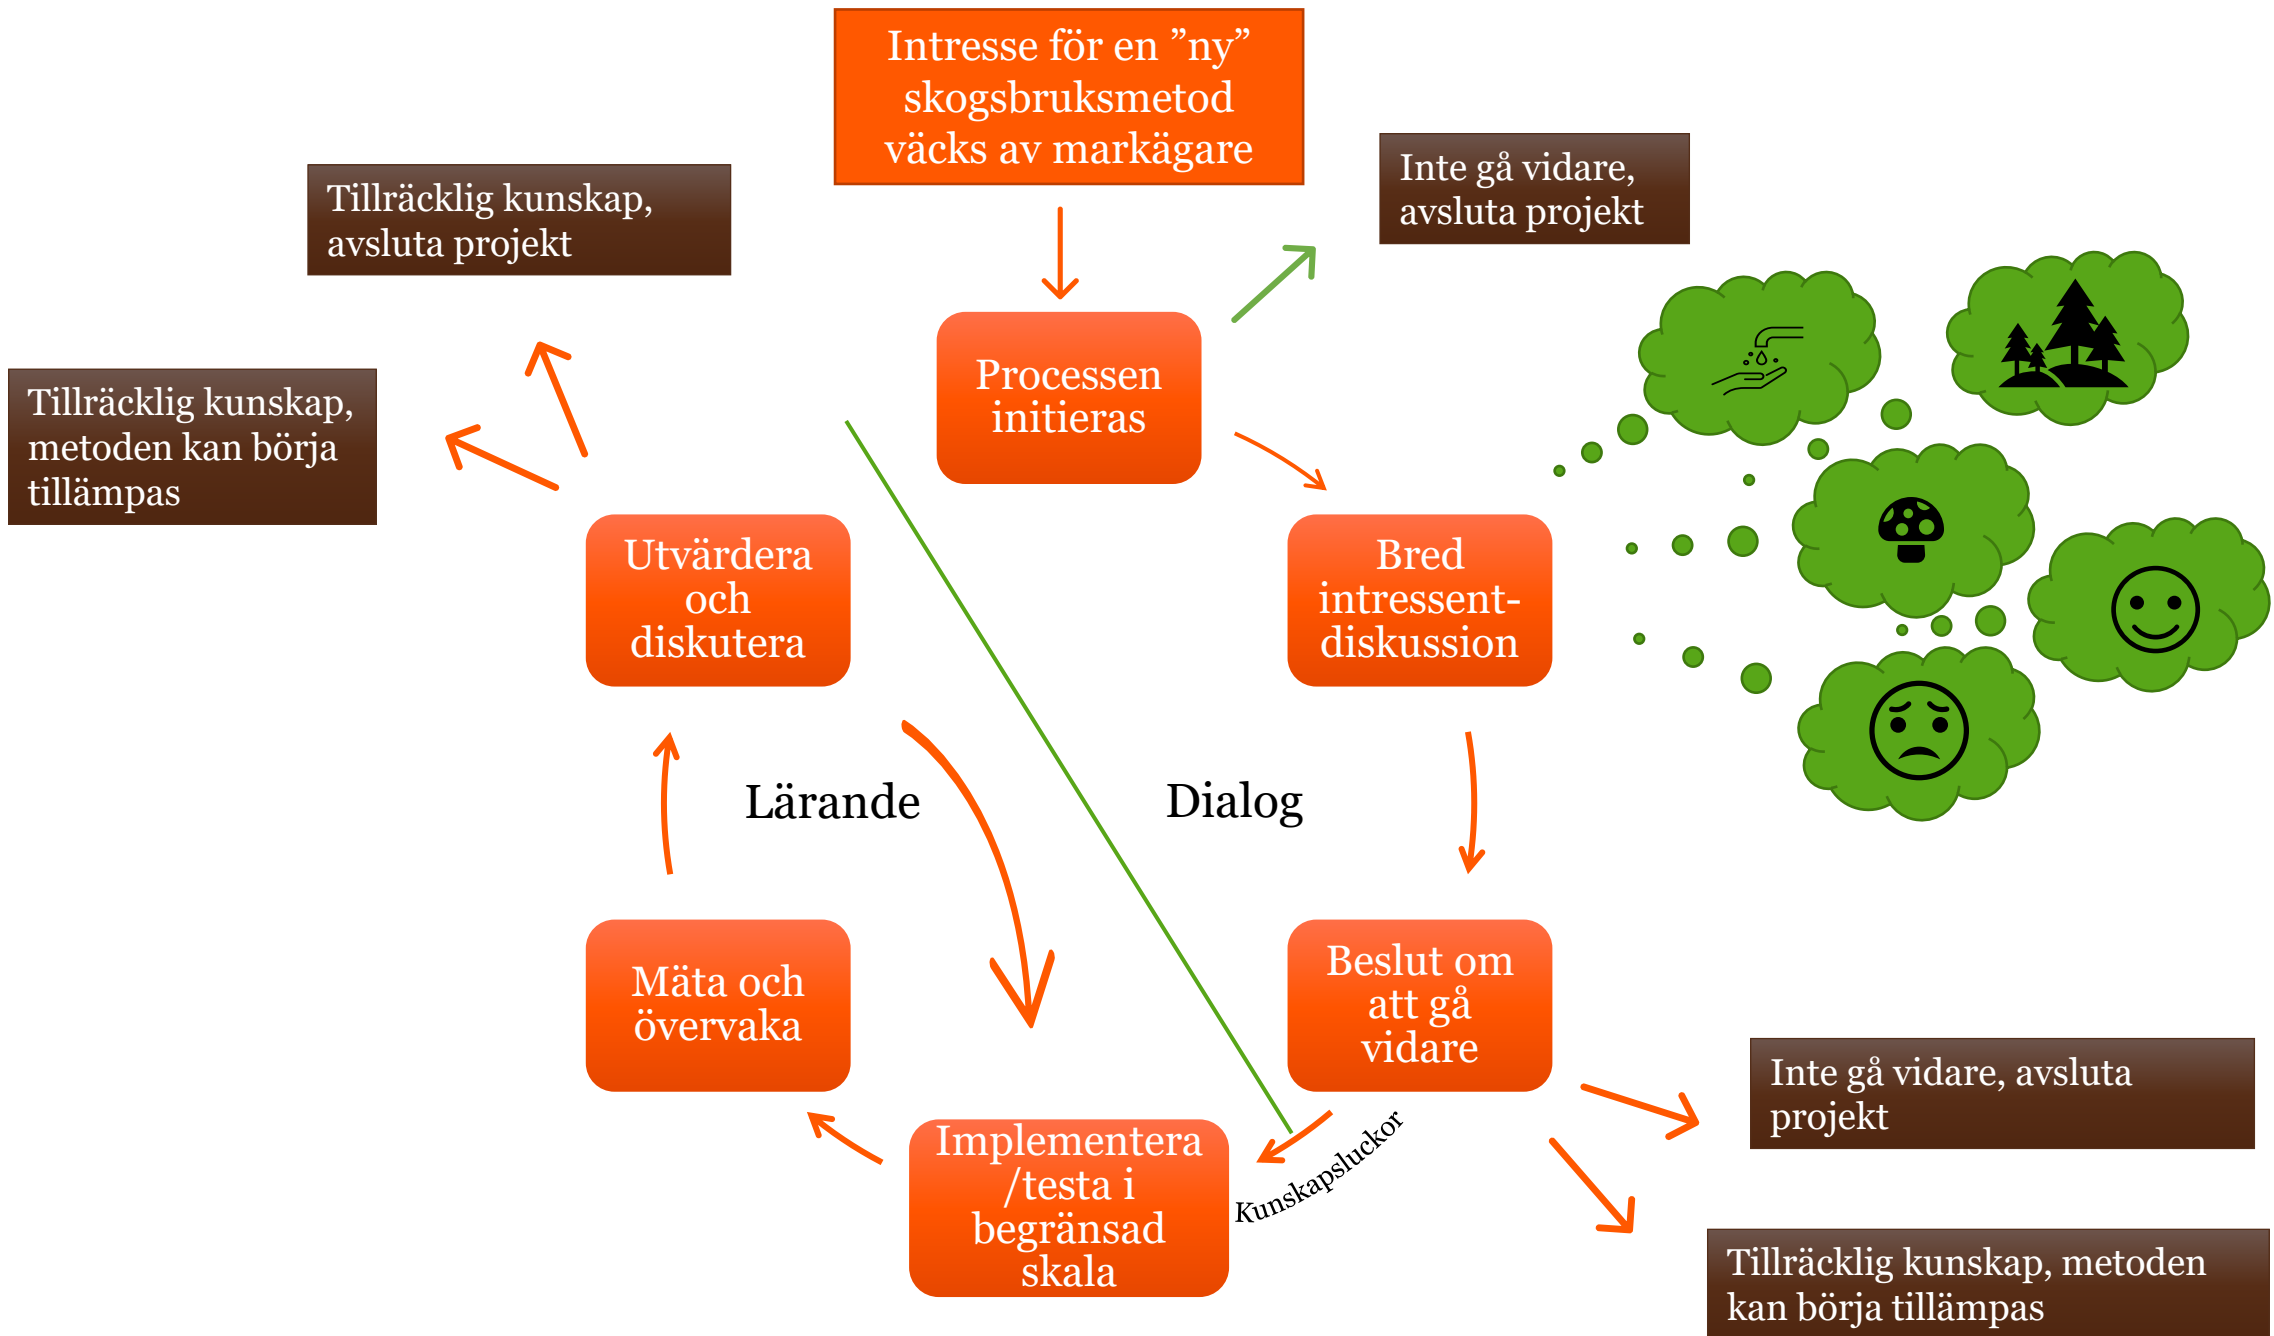 Intresse för en ”ny”
skogsbruksmetod
väcks av markägare
Inte gå vidare,
avsluta projekt
Tillräcklig kunskap,
avsluta projekt
Processen
initieras
Tillräcklig kunskap,
metoden kan börja
tillämpas
Utvärdera
och
diskutera
Bred
intressent-
diskussion
Lärande
Dialog
Mäta och
övervaka
Beslut om
att gå
vidare
Inte gå vidare, avsluta
projekt
Kunskapsluckor
Implementera
/testa i
begränsad
skala
Tillräcklig kunskap, metoden
kan börja tillämpas